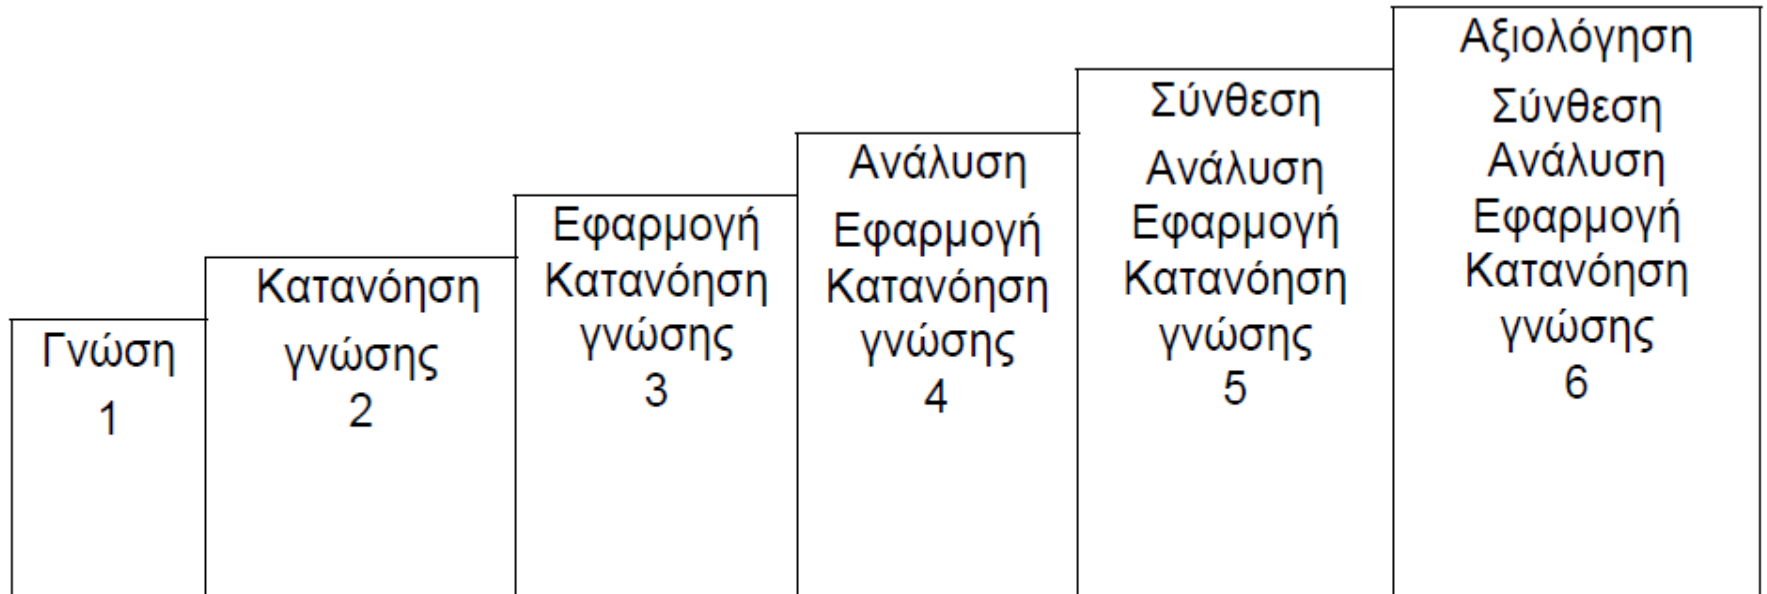 Γνώση
1
Κατανόηση
γνώσης
2
Εφαρμογή
Κατανόηση
γνώσης
3
Ανάλυση
Εφαρμογή
Κατανόηση
γνώσης
4
Σύνθεση
Ανάλυση
Εφαρμογή
Κατανόηση
γνώσης
5
Αξιολόγηση
Σύνθεση
Ανάλυση
Εφαρμογή
Κατανόηση
γνώσης
6